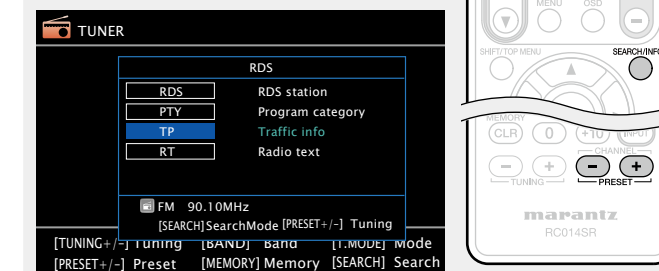 TUNER
RDS
RDS RDS station
PTY Program category
TP Traffic info
RT Radio text
FM 90.10MHz
[SEARCH] SearchMode [PRESET+/-] Tuning
[TUNING+/-] Tuning [BAND] Band [T.MODE] Mode
[PRESET+/-] Preset [MEMORY] Memory [SEARCH] Search
MENU OSD
SHIFT/TOP MENU SEARCH/INFO
MEMORY
CLR 0 +10 INPUT
CHANNEL
- + - +
TUNING PRESET
marantz
RC014SR